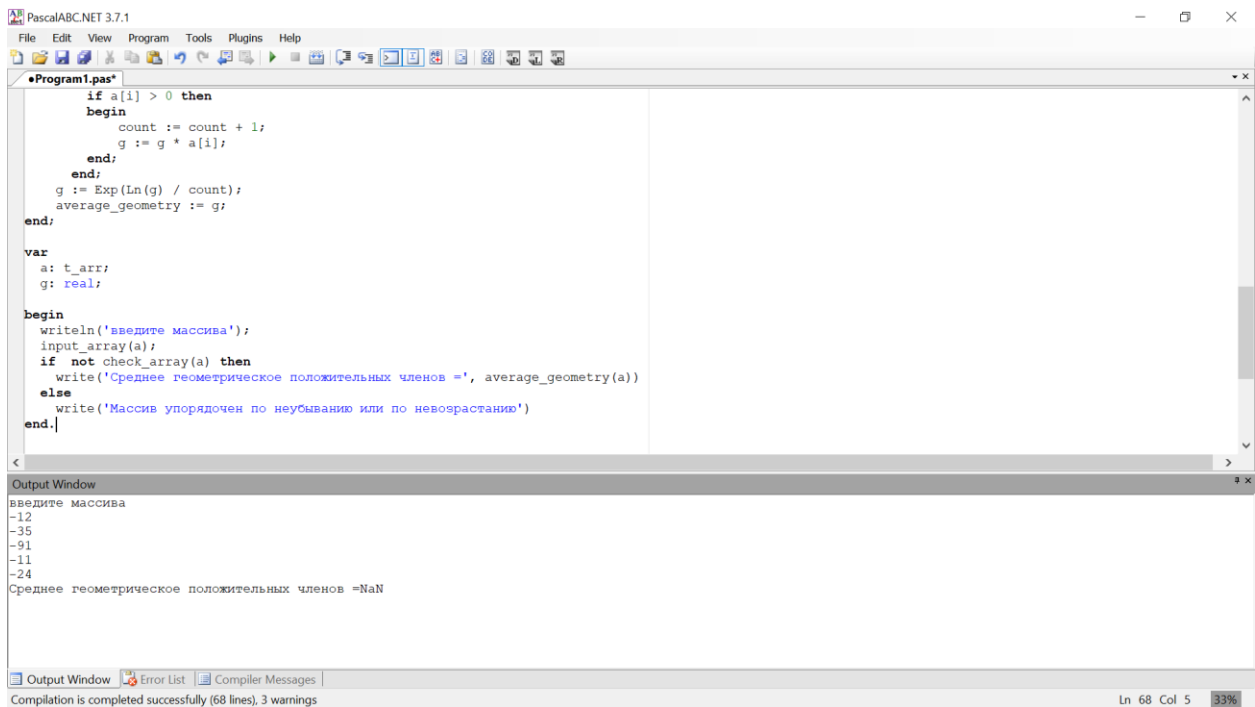 PascalABC.NET 3.7.1
File Edit View Program Tools Plugins Help
•Program1.pas*
if a[i] > 0 then
begin
count := count + 1;
g := g * a[i];
end;
end;
g := Exp(Ln(g) / count);
average_geometry := g;
end;
var
a: t_arr;
g: real;
begin
writeln('введите массива');
input_array(a);
if not check_array(a) then
write('Среднее геометрическое положительных членов =', average_geometry(a))
else
write('Массив упорядочен по неубыванию или по невозрастанию')
end.
Output Window
введите массива
-12
-35
-91
-11
-24
Среднее геометрическое положительных членов =NaN
Output Window Error List Compiler Messages
Compilation is completed successfully (68 lines), 3 warnings Ln 68 Col 5 33%